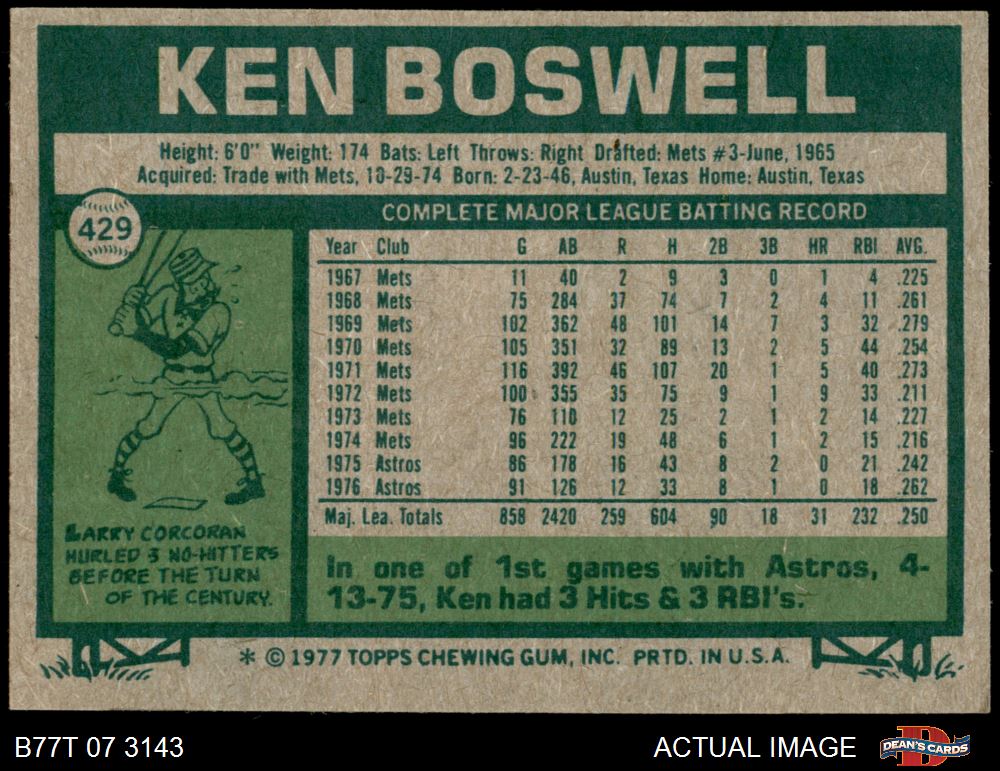 KEN BOSWELL
Height: 6'0" Weight: 174 Bats: Left Throws: Right Drafted: Mets #3-June, 1965
Acquired: Trade with Mets, 10-29-74 Born: 2-23-46, Austin, Texas Home: Austin, Texas
429
COMPLETE MAJOR LEAGUE BATTING RECORD
Year Club G AB R H 2B 3B HR RBI AVG.
1967 Mets 11 40 2 9 3 0 1 4 .225
1968 Mets 75 284 37 74 7 2 4 11 .261
1969 Mets 102 362 48 101 14 7 3 32 .279
1970 Mets 105 351 32 89 13 2 5 44 .254
1971 Mets 116 392 46 107 20 1 5 40 .273
1972 Mets 100 355 35 75 9 1 9 33 .211
1973 Mets 76 110 12 25 2 1 2 14 .227
1974 Mets 96 222 19 48 6 1 2 15 .216
1975 Astros 86 178 16 43 8 2 0 21 .242
1976 Astros 91 126 12 33 8 1 0 18 .262
Maj. Lea. Totals 858 2420 259 604 90 18 31 232 .250
LARRY CORCORAN
HURLED 3 NO-HITTERS
BEFORE THE TURN
OF THE CENTURY.
In one of 1st games with Astros, 4-
13-75, Ken had 3 Hits & 3 RBI's.
* © 1977 TOPPS CHEWING GUM, INC. PRTD. IN U.S.A.
B77T 07 3143
ACTUAL IMAGE
DEAN'S CARDS